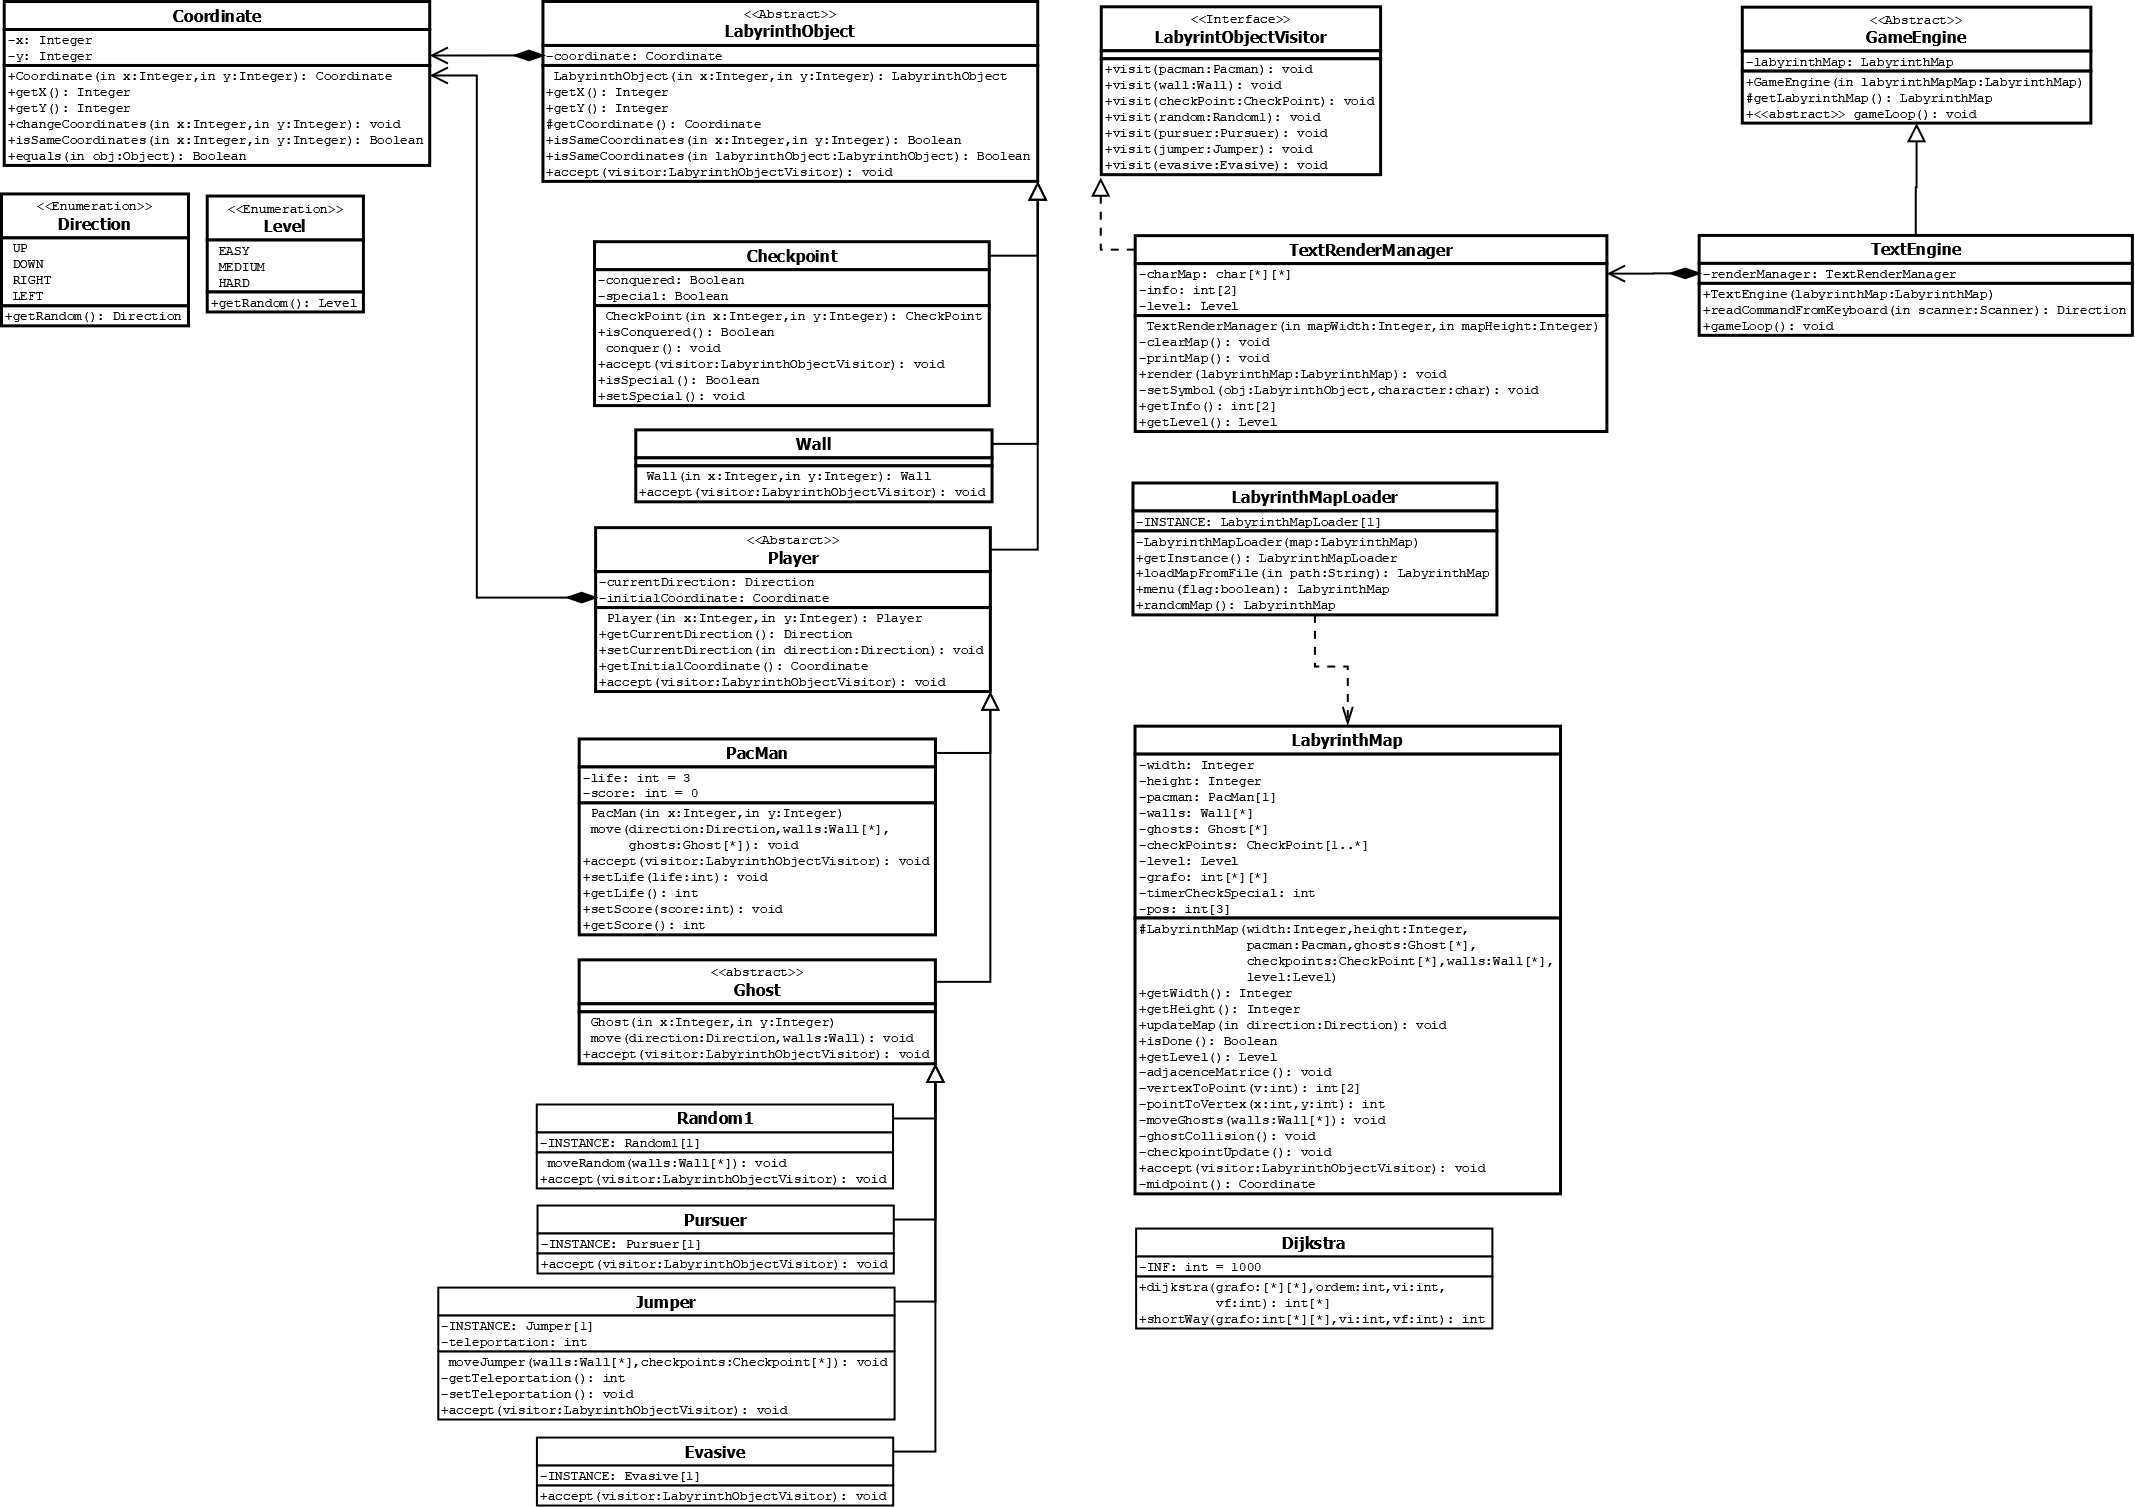 Coordinate
-x: Integer
-y: Integer
+Coordinate(in x:Integer,in y:Integer): Coordinate
+getX(): Integer
+getY(): Integer
+changeCoordinates(in x:Integer,in y:Integer): void
+isSameCoordinates(in x:Integer,in y:Integer): Boolean
+equals(in obj:Object): Boolean
<<Enumeration>>
Direction
UP
DOWN
RIGHT
LEFT
+getRandom(): Direction
<<Enumeration>>
Level
EASY
MEDIUM
HARD
+getRandom(): Level
<<Abstract>>
LabyrinthObject
-coordinate: Coordinate
LabyrinthObject(in x:Integer,in y:Integer): LabyrinthObject
+getX(): Integer
+getY(): Integer
#getCoordinate(): Coordinate
+isSameCoordinates(in x:Integer,in y:Integer): Boolean
+isSameCoordinates(in labyrinthObject:LabyrinthObject): Boolean
+accept(visitor:LabyrinthObjectVisitor): void
Checkpoint
-conquered: Boolean
-special: Boolean
CheckPoint(in x:Integer,in y:Integer): CheckPoint
+isConquered(): Boolean
conquer(): void
+accept(visitor:LabyrinthObjectVisitor): void
+isSpecial(): Boolean
+setSpecial(): void
Wall
Wall(in x:Integer,in y:Integer): Wall
+accept(visitor:LabyrinthObjectVisitor): void
<<Abstarct>>
Player
-currentDirection: Direction
-initialCoordinate: Coordinate
Player(in x:Integer,in y:Integer): Player
+getCurrentDirection(): Direction
+setCurrentDirection(in direction:Direction): void
+getInitialCoordinate(): Coordinate
+accept(visitor:LabyrinthObjectVisitor): void
PacMan
-life: int = 3
-score: int = 0
PacMan(in x:Integer,in y:Integer)
move(direction:Direction,walls:Wall[*],
ghosts:Ghost[*]): void
+accept(visitor:LabyrinthObjectVisitor): void
+setLife(life:int): void
+getLife(): int
+setScore(score:int): void
+getScore(): int
<<abstract>>
Ghost
Ghost(in x:Integer,in y:Integer)
move(direction:Direction,walls:Wall): void
+accept(visitor:LabyrinthObjectVisitor): void
Random1
-INSTANCE: Random1[1]
moveRandom(walls:Wall[*]): void
+accept(visitor:LabyrinthObjectVisitor): void
Pursuer
-INSTANCE: Pursuer[1]
+accept(visitor:LabyrinthObjectVisitor): void
Jumper
-INSTANCE: Jumper[1]
-teleportation: int
moveJumper(walls:Wall[*],checkpoints:Checkpoint[*]): void
-getTeleportation(): int
-setTeleportation(): void
+accept(visitor:LabyrinthObjectVisitor): void
Evasive
-INSTANCE: Evasive[1]
+accept(visitor:LabyrinthObjectVisitor): void
<<Interface>>
LabyrintObjectVisitor
+visit(pacman:Pacman): void
+visit(wall:Wall): void
+visit(checkPoint:CheckPoint): void
+visit(random:Random1): void
+visit(pursuer:Pursuer): void
+visit(jumper:Jumper): void
+visit(evasive:Evasive): void
<<Abstract>>
GameEngine
-labyrinthMap: LabyrinthMap
+GameEngine(in labyrinthMapMap:LabyrinthMap)
#getLabyrinthMap(): LabyrinthMap
+<<abstract>> gameLoop(): void
TextRenderManager
-charMap: char[*][*]
-info: int[2]
-level: Level
TextRenderManager(in mapWidth:Integer,in mapHeight:Integer)
-clearMap(): void
-printMap(): void
+render(labyrinthMap:LabyrinthMap): void
-setSymbol(obj:LabyrinthObject,character:char): void
+getInfo(): int[2]
+getLevel(): Level
TextEngine
-renderManager: TextRenderManager
+TextEngine(labyrinthMap:LabyrinthMap)
+readCommandFromKeyboard(in scanner:Scanner): Direction
+gameLoop(): void
LabyrinthMapLoader
-INSTANCE: LabyrinthMapLoader[1]
-LabyrinthMapLoader(map:LabyrinthMap)
+getInstance(): LabyrinthMapLoader
+loadMapFromFile(in path:String): LabyrinthMap
+menu(flag:boolean): LabyrinthMap
+randomMap(): LabyrinthMap
LabyrinthMap
-width: Integer
-height: Integer
-pacman: PacMan[1]
-walls: Wall[*]
-ghosts: Ghost[*]
-checkPoints: CheckPoint[1..*]
-level: Level
-grafo: int[*][*]
-timerCheckSpecial: int
-pos: int[3]
#LabyrinthMap(width:Integer,height:Integer,
pacman:Pacman,ghosts:Ghost[*],
checkpoints:CheckPoint[*],walls:Wall[*],
level:Level)
+getWidth(): Integer
+getHeight(): Integer
+updateMap(in direction:Direction): void
+isDone(): Boolean
+getLevel(): Level
-adjacenceMatrice(): void
-vertexToPoint(v:int): int[2]
-pointToVertex(x:int,y:int): int
-moveGhosts(walls:Wall[*]): void
-ghostCollision(): void
-checkpointUpdate(): void
+accept(visitor:LabyrinthObjectVisitor): void
-midpoint(): Coordinate
Dijkstra
-INF: int = 1000
+dijkstra(grafo:[*][*],ordem:int,vi:int,
vf:int): int[*]
+shortWay(grafo:int[*][*],vi:int,vf:int): int